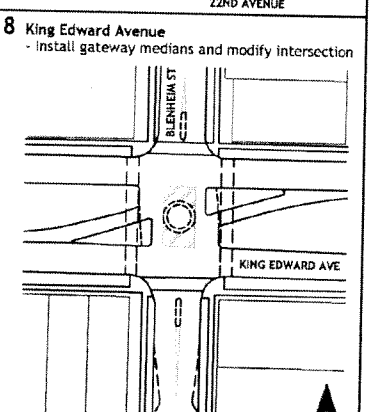 22ND AVENUE
8 King Edward Avenue
- Install gateway medians and modify intersection
BLENHEIM ST
KING EDWARD AVE